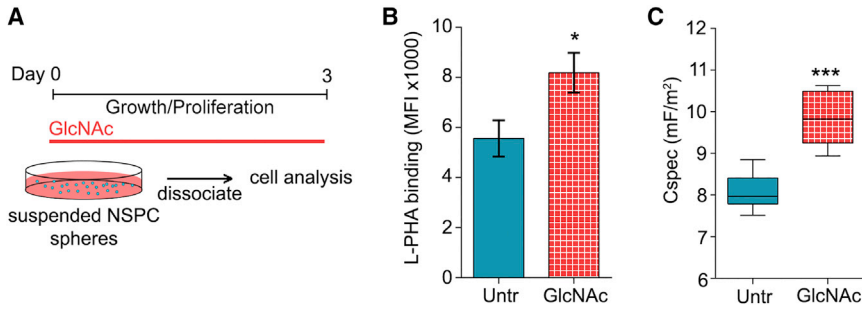 A
Day 0
3
Growth/Proliferation
GlcNAc
dissociate
cell analysis
suspended NSPC
spheres
B
L-PHA binding (MFI x1000)
10
8
6
4
2
0
*
Untr
GlcNAc
C
Cspec (mF/m²)
12
11
10
9
8
7
6
***
Untr
GlcNAc